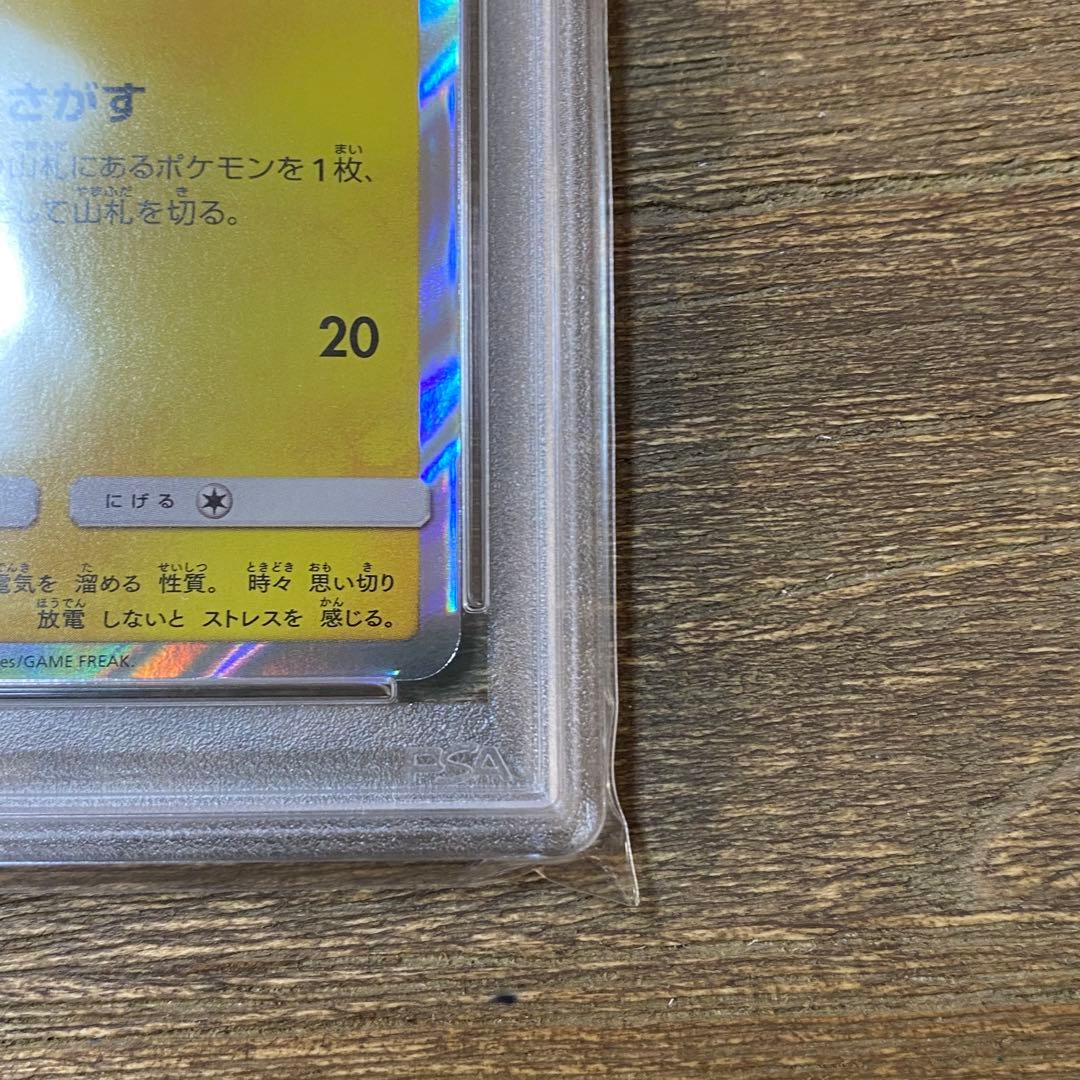 さがす
山札にあるポケモンを1枚、
して山札を切る。
20
にげる
電気を 溜める 性質。 時々 思い切り
放電 しないと ストレスを 感じる。
es/GAME FREAK.
PSA